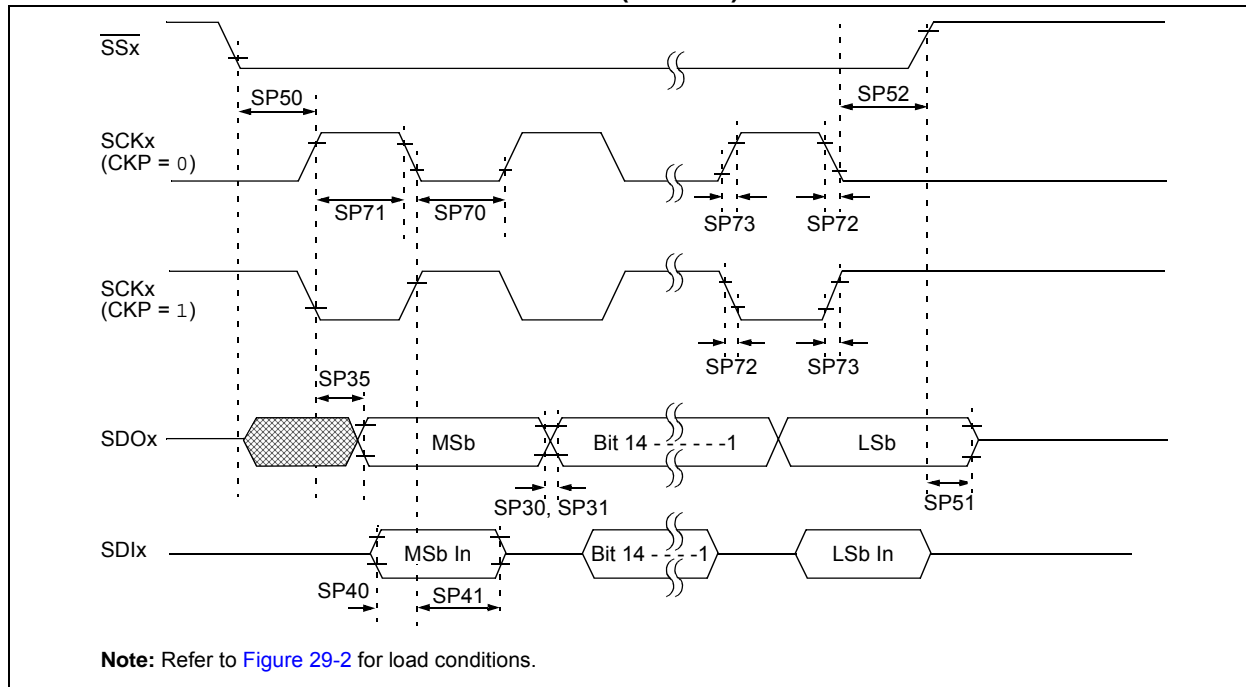 SSx
SP50
SP52
SCKx
(CKP = 0)
SP71
SP70
SP73
SP72
SCKx
(CKP = 1)
SP72
SP73
SP35
SDOx
MSb
Bit 14 - - - - - -1
LSb
SP30, SP31
SP51
SDIx
MSb In
Bit 14 - - - -1
LSb In
SP40
SP41
Note: Refer to Figure 29-2 for load conditions.